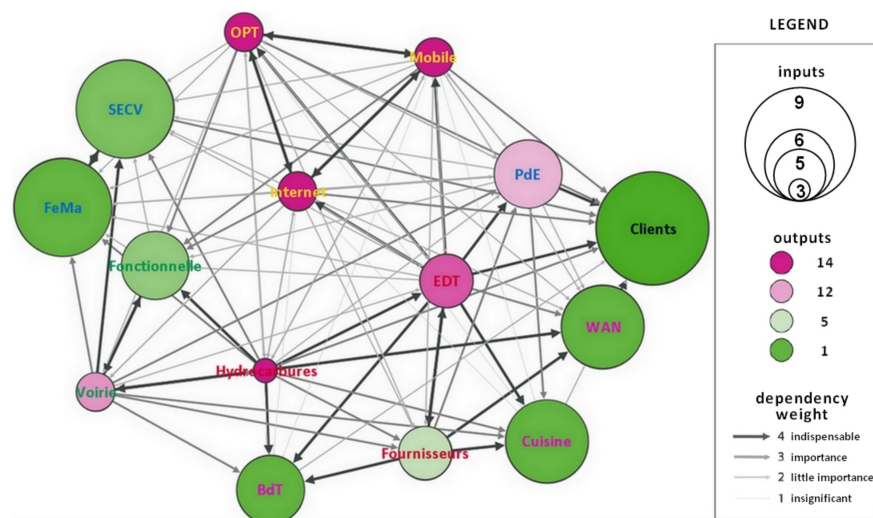 OPT
Mobile
LEGEND
inputs
9
6
5
3
SECV
PdE
Internet
FeMa
Clients
outputs
14
12
5
1
Fonctionnelle
EDT
WAN
Hydrocarbures
Voirie
dependency
weight
4 indispensable
3 importance
2 little importance
1 insignificant
Cuisine
Fournisseurs
BdT